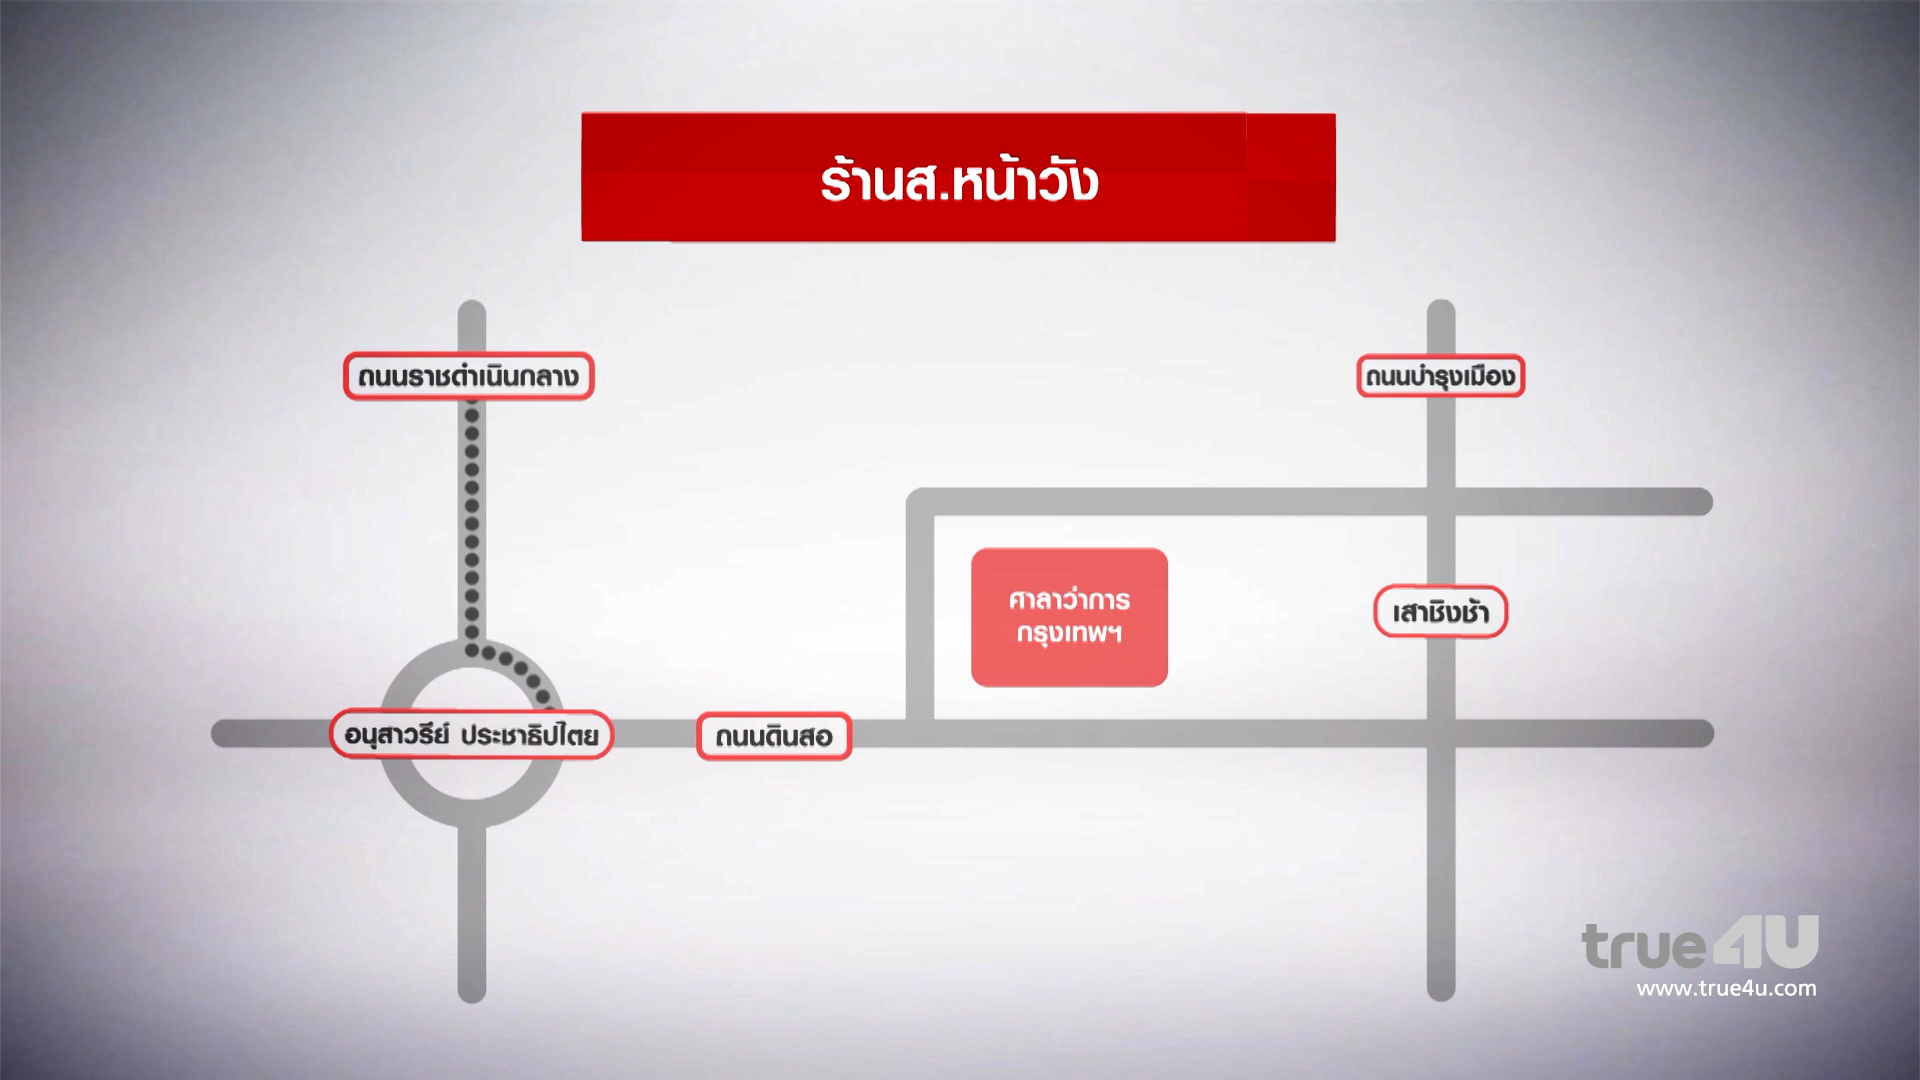 ร้านส.หน้าวัง
ถนนราชดำเนินกลาง
ถนนบำรุงเมือง
ศาลาว่าการ
กรุงเทพฯ
เสาชิงช้า
อนุสาวรีย์ ประชาธิปไตย
ถนนดินสอ
true4U
www.true4u.com